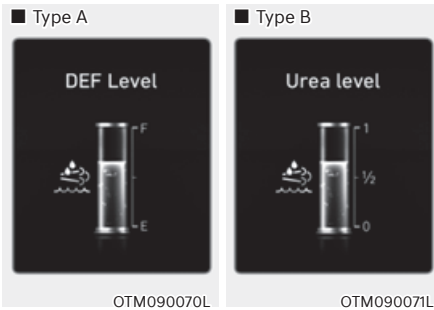 ■ Type A
DEF Level
F
E
OTM090070L
■ Type B
Urea level
1
½
0
OTM090071L